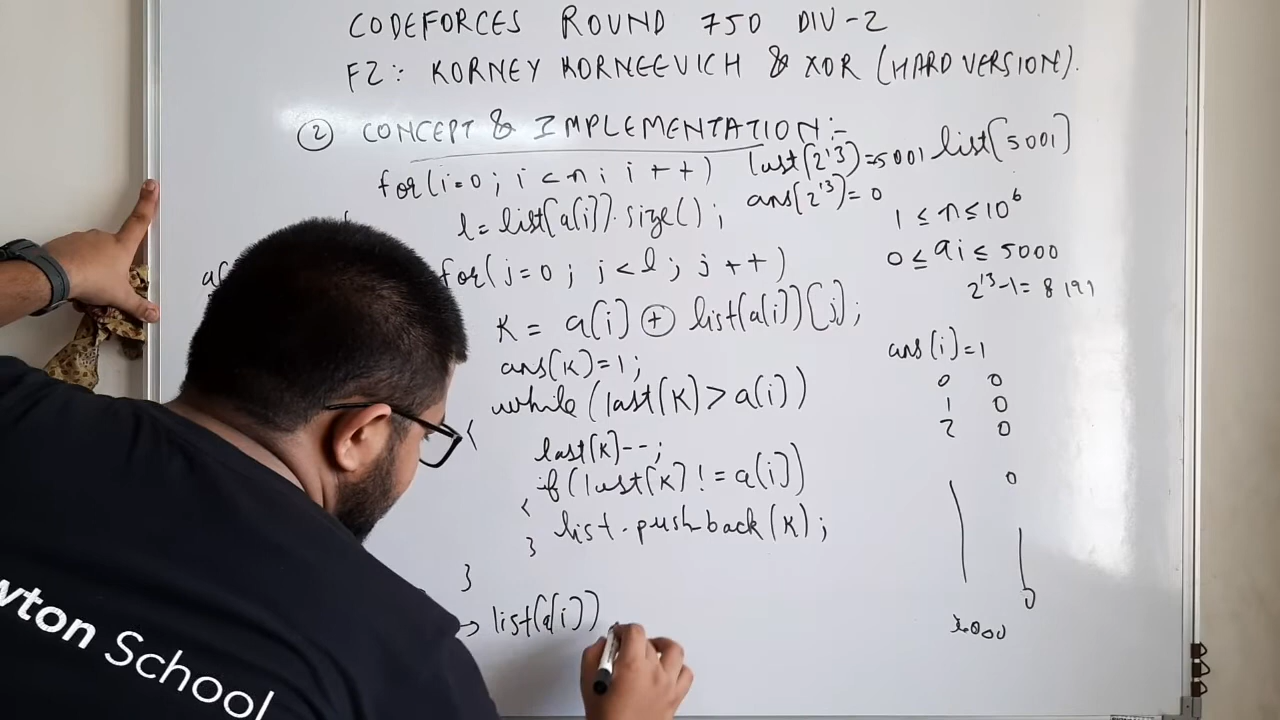 CODEFORCES ROUND 750 DIV-2
F2:- KORNEY KORNEEVICH & XOR (HARD VERSION).
② CONCEPT & IMPLEMENTATION:-
for(i=0; i<n; i++)
last(2^13)=5001 list[5001]
ans[2^13]=0
l= list[a[i]].size();
1 ≤ n ≤ 10^6
for(j=0; j<l; j++)
0 ≤ ai ≤ 5000
2^13-1= 8191
K = a(i) ⊕ list(a[i])[j];
ans(K)=1;
ans(i)=1
while (last(K)>a(i))
0 0
1 0
2 0
{
last(K]--;
if(last[K] != a[i])
0
{
list.pushback(K);
}
}
0
→ list(a[i])
wton School